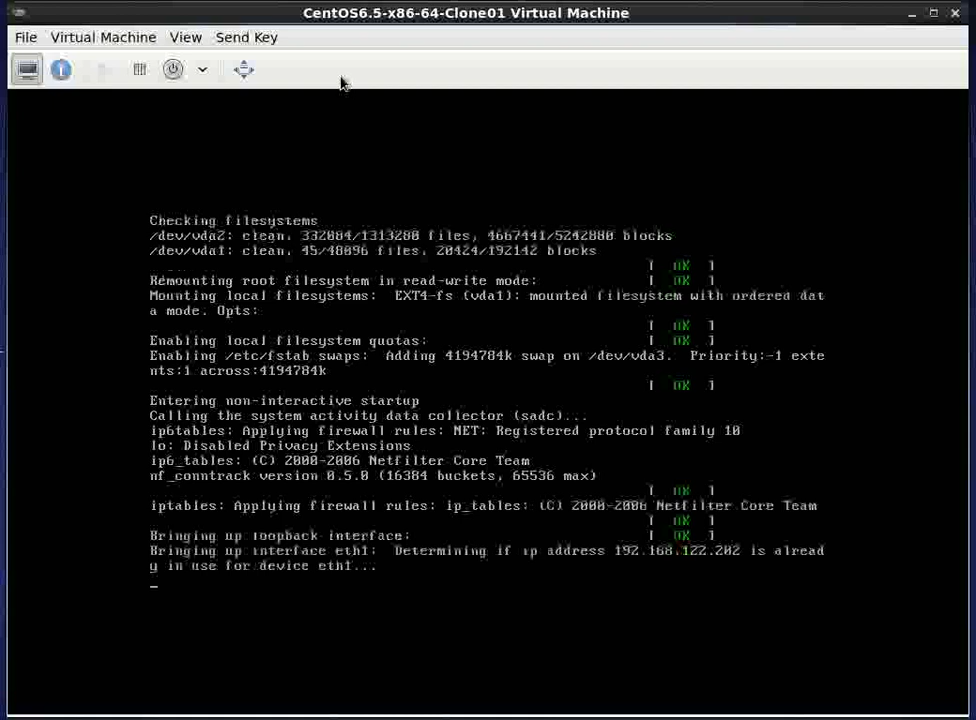 CentOS6.5-x86-64-Clone01 Virtual Machine
File Virtual Machine View Send Key
Checking filesystems
/dev/vda2: clean, 332084/1313280 files, 4667441/5242880 blocks
/dev/vda1: clean, 45/48096 files, 20424/192142 blocks
[ OK ]
Remounting root filesystem in read-write mode: [ OK ]
Mounting local filesystems: EXT4-fs (vda1): mounted filesystem with ordered dat
a mode. Opts:
[ OK ]
Enabling local filesystem quotas: [ OK ]
Enabling /etc/fstab swaps: Adding 4194784k swap on /dev/vda3. Priority:-1 exte
nts:1 across:4194784k
[ OK ]
Entering non-interactive startup
Calling the system activity data collector (sadc)...
ip6tables: Applying firewall rules: NET: Registered protocol family 10
lo: Disabled Privacy Extensions
ip6_tables: (C) 2000-2006 Netfilter Core Team
nf_conntrack version 0.5.0 (16384 buckets, 65536 max)
[ OK ]
iptables: Applying firewall rules: ip_tables: (C) 2000-2006 Netfilter Core Team
[ OK ]
Bringing up loopback interface: [ OK ]
Bringing up interface eth1: Determining if ip address 192.168.122.202 is alread
y in use for device eth1...